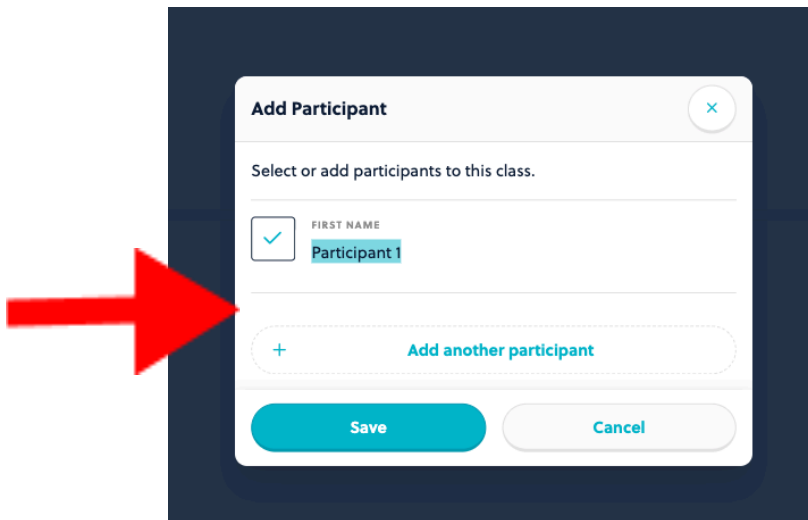 Add Participant
Select or add participants to this class.
FIRST NAME
Participant 1
+ Add another participant
Save
Cancel